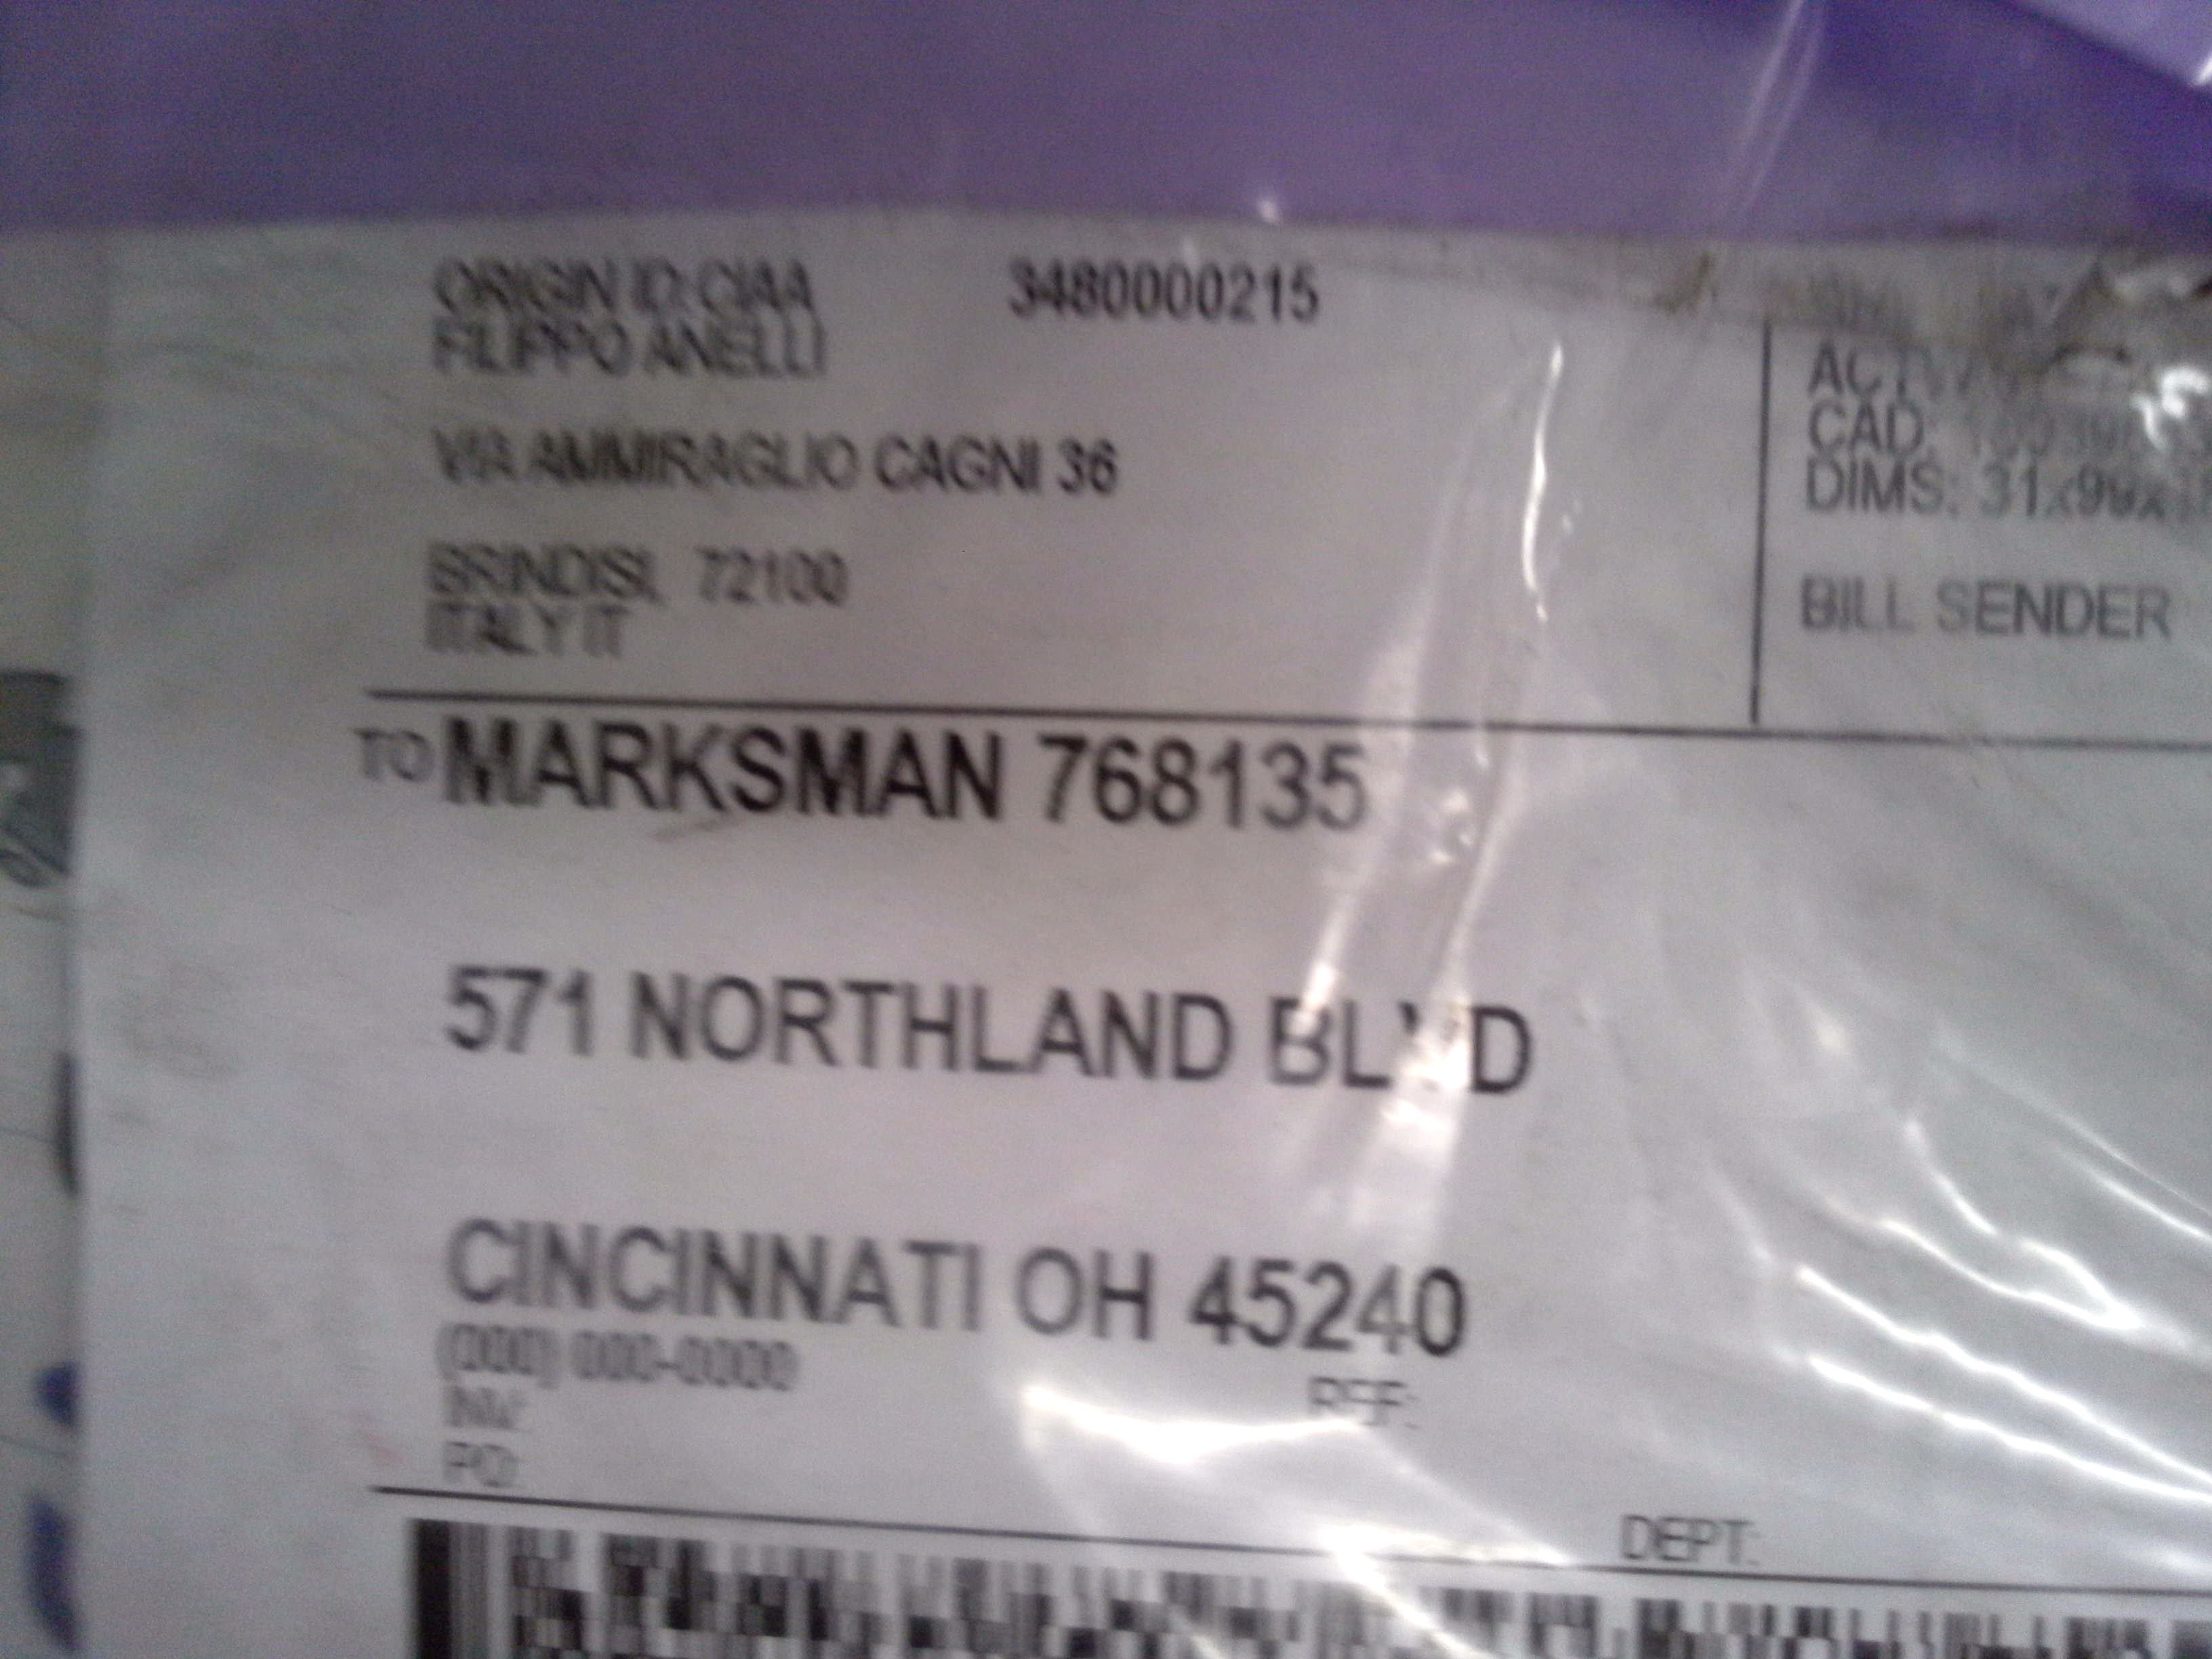 ORIGIN ID: CIAA 3480000215
FILIPPO ANELLI
VIA AMMIRAGLIO CAGNI 36
BRINDISI, 72100
ITALY IT
CAD:
DIMS: 31x99x
BILL SENDER
TO MARKSMAN 768135
571 NORTHLAND BLVD
CINCINNATI OH 45240
(000) 000-0000
INV:
REF:
PO:
DEPT: